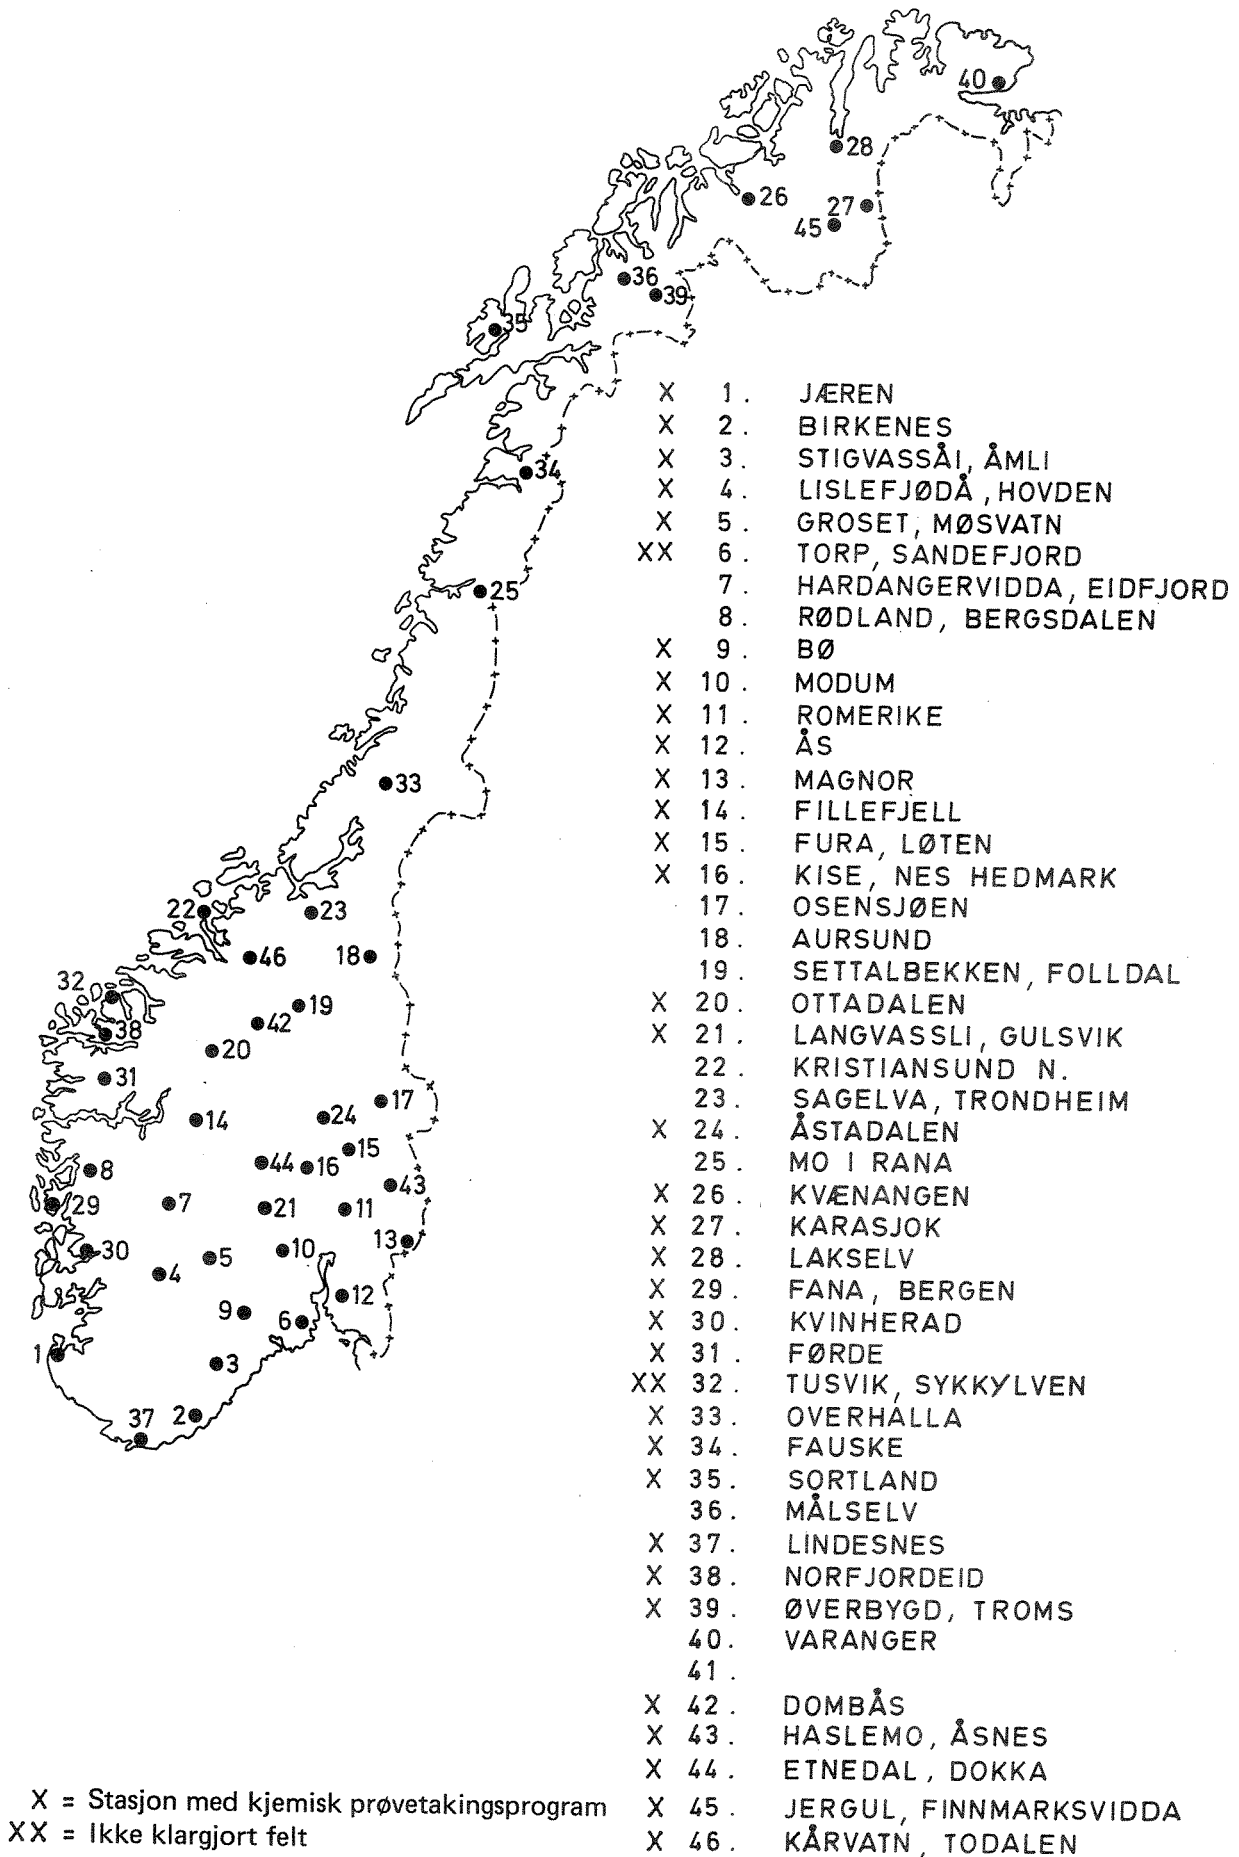 40
28
26
27
45
36
39
35
34
25
33
22
23
46
18
32
19
42
38
20
31
17
14
24
15
44
16
8
43
29
7
21
11
13
30
5
10
4
12
9
6
1
3
37
2
X 1. JÆREN
X 2. BIRKENES
X 3. STIGVASSÅI, ÅMLI
X 4. LISLEFJØDÅ, HOVDEN
X 5. GROSET, MØSVATN
XX 6. TORP, SANDEFJORD
7. HARDANGERVIDDA, EIDFJORD
8. RØDLAND, BERGSDALEN
X 9. BØ
X 10. MODUM
X 11. ROMERIKE
X 12. ÅS
X 13. MAGNOR
X 14. FILLEFJELL
X 15. FURA, LØTEN
X 16. KISE, NES HEDMARK
17. OSENSJØEN
18. AURSUND
19. SETTALBEKKEN, FOLLDAL
X 20. OTTADALEN
X 21. LANGVASSLI, GULSVIK
22. KRISTIANSUND N.
23. SAGELVA, TRONDHEIM
X 24. ÅSTADALEN
25. MO I RANA
X 26. KVÆNANGEN
X 27. KARASJOK
X 28. LAKSELV
X 29. FANA, BERGEN
X 30. KVINHERAD
X 31. FØRDE
XX 32. TUSVIK, SYKKYLVEN
X 33. OVERHALLA
X 34. FAUSKE
X 35. SORTLAND
36. MÅLSELV
X 37. LINDESNES
X 38. NORFJORDEID
X 39. ØVERBYGD, TROMS
40. VARANGER
41.
X 42. DOMBÅS
X 43. HASLEMO, ÅSNES
X 44. ETNEDAL, DOKKA
X 45. JERGUL, FINNMARKSVIDDA
X 46. KÅRVATN, TODALEN
X = Stasjon med kjemisk prøvetakingsprogram
XX = Ikke klargjort felt